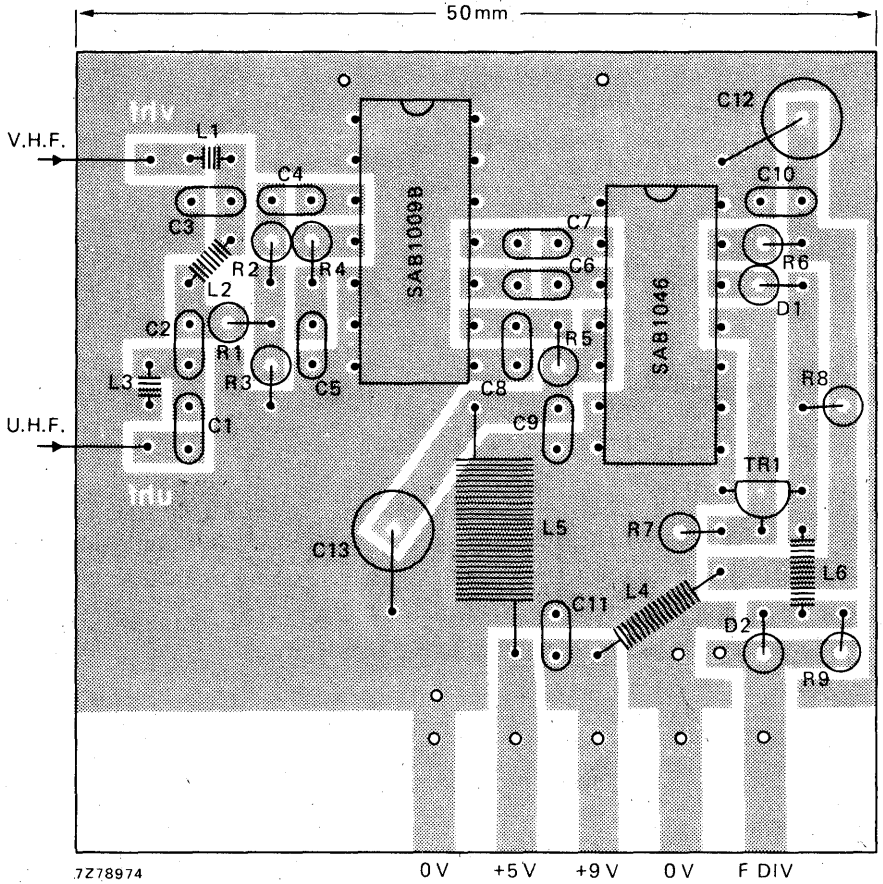 50mm
vhf
C12
V.H.F.
L1
C4
C10
C3
SAB1009B
C7
R2
R4
R6
C6
L2
D1
C2
R1
R5
SAB1046
R3
C5
L3
C8
R8
C9
U.H.F.
C1
TR1
uhf
C13
L5
R7
L4
L6
C11
D2
R9
7Z78974
0V
+5V
+9V
0V
F DIV